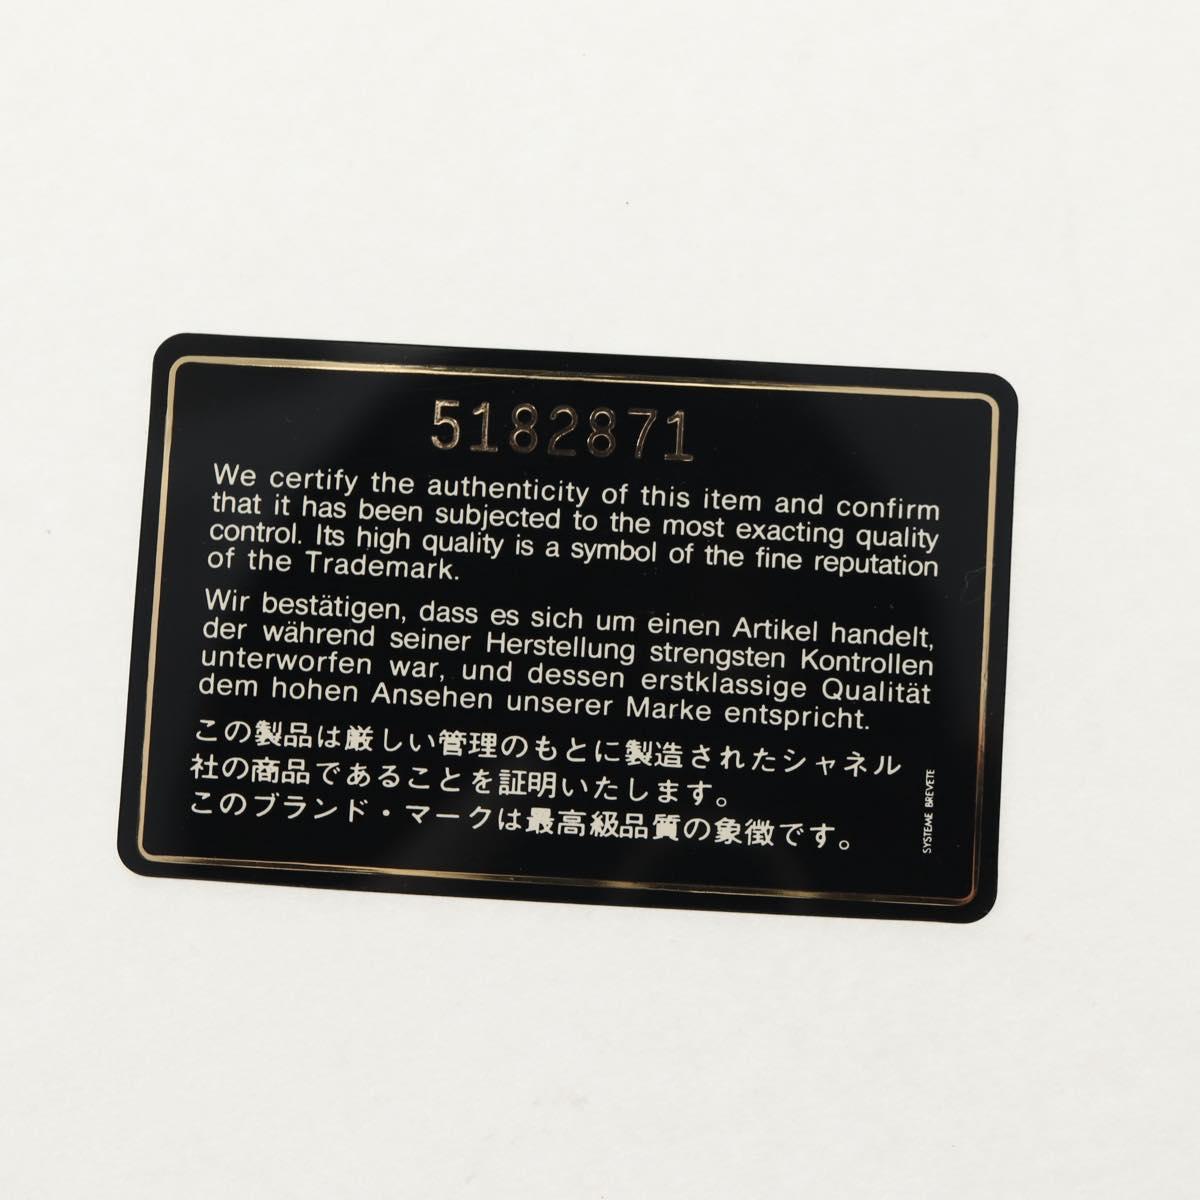 5182871
We certify the authenticity of this item and confirm
that it has been subjected to the most exacting quality
control. Its high quality is a symbol of the fine reputation
of the Trademark.
Wir bestätigen, dass es sich um einen Artikel handelt,
der während seiner Herstellung strengsten Kontrollen
unterworfen war, und dessen erstklassige Qualität
dem hohen Ansehen unserer Marke entspricht.
この製品は厳しい管理のもとに製造されたシャネル
社の商品であることを証明いたします。
このブランド・マークは最高級品質の象徴です。
SYSTEME BREVETE